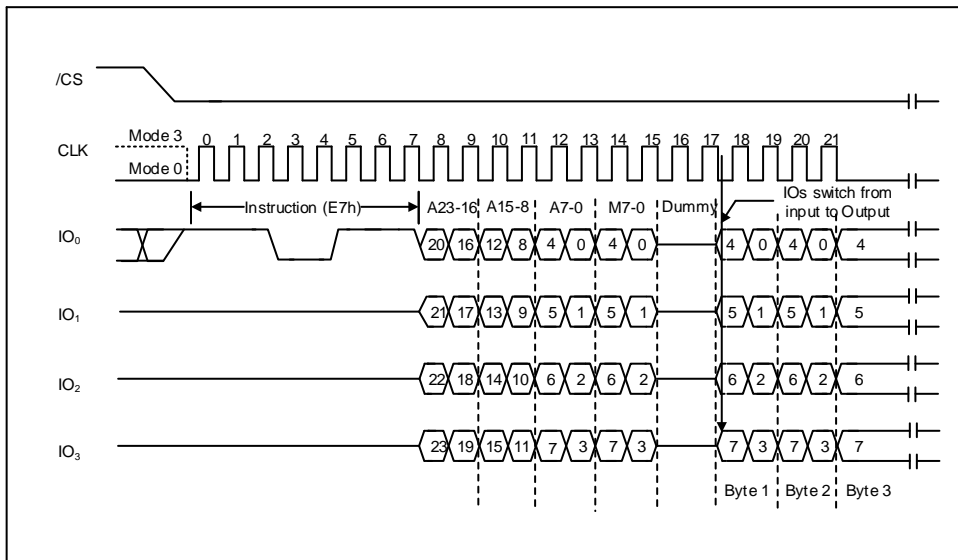 /CS
Mode 3 0 1 2 3 4 5 6 7 8 9 10 11 12 13 14 15 16 17 18 19 20 21
CLK
Mode 0
IOs switch from
input to Output
Instruction (E7h) A23-16 A15-8 A7-0 M7-0 Dummy
IO0 20 16 12 8 4 0 4 0 4 0 4 0 4
IO1 21 17 13 9 5 1 5 1 5 1 5 1 5
IO2 22 18 14 10 6 2 6 2 6 2 6 2 6
IO3 23 19 15 11 7 3 7 3 7 3 7 3 7
Byte 1 Byte 2 Byte 3